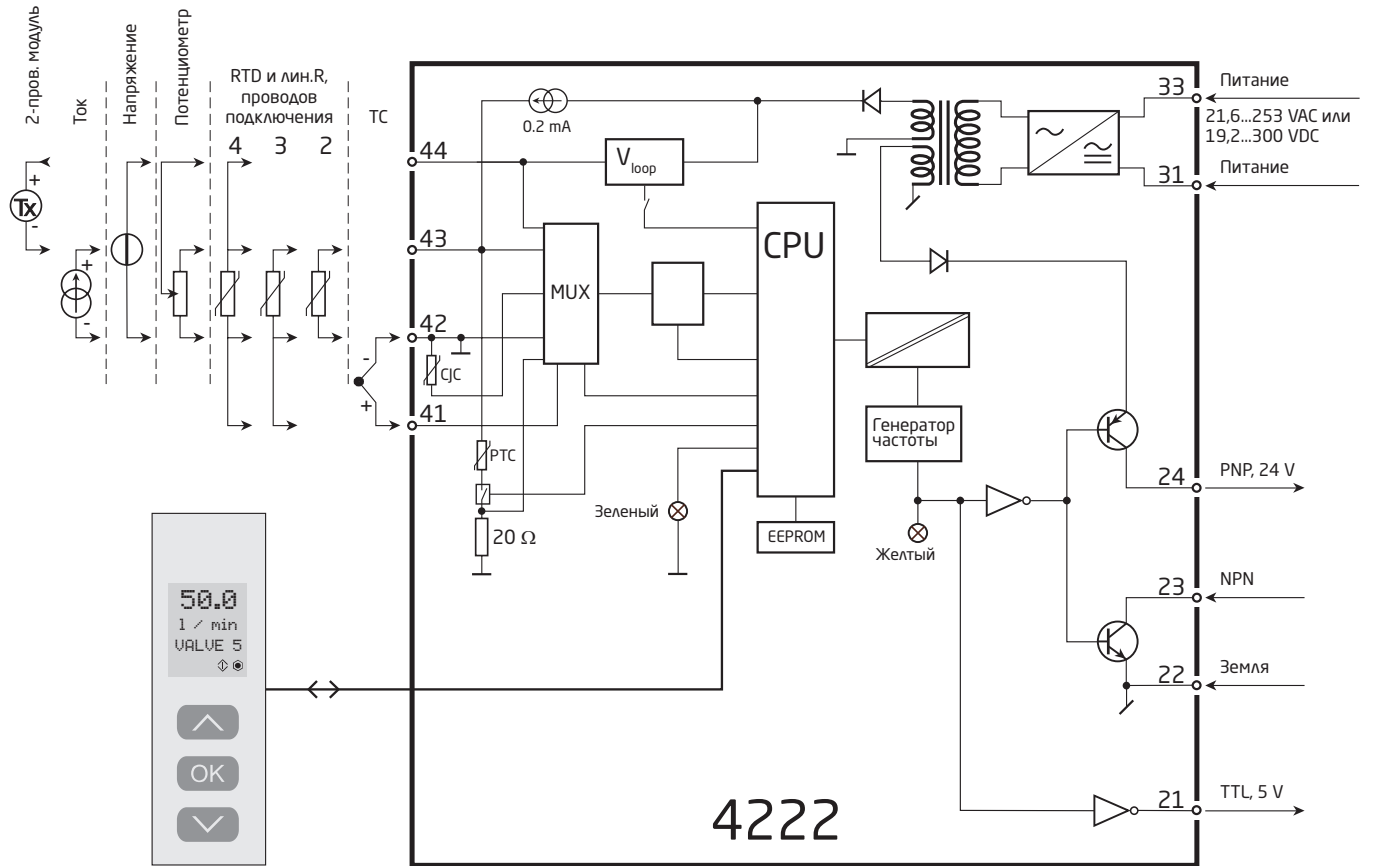 2-пров. модуль
Ток
Напряжение
Потенциометр
RTD и лин.R,
проводов
подключения
4 3 2
TC
+
Tx
-
+
-
-
+
44
43
42
41
0.2 mA
Vloop
MUX
CPU
CJC
PTC
20 Ω
Зеленый
EEPROM
Генератор
частоты
Желтый
33
Питание
21,6...253 VAC или
19,2...300 VDC
31
Питание
24
PNP, 24 V
23
NPN
22
Земля
21
TTL, 5 V
50.0
l / min
VALVE 5
OK
4222